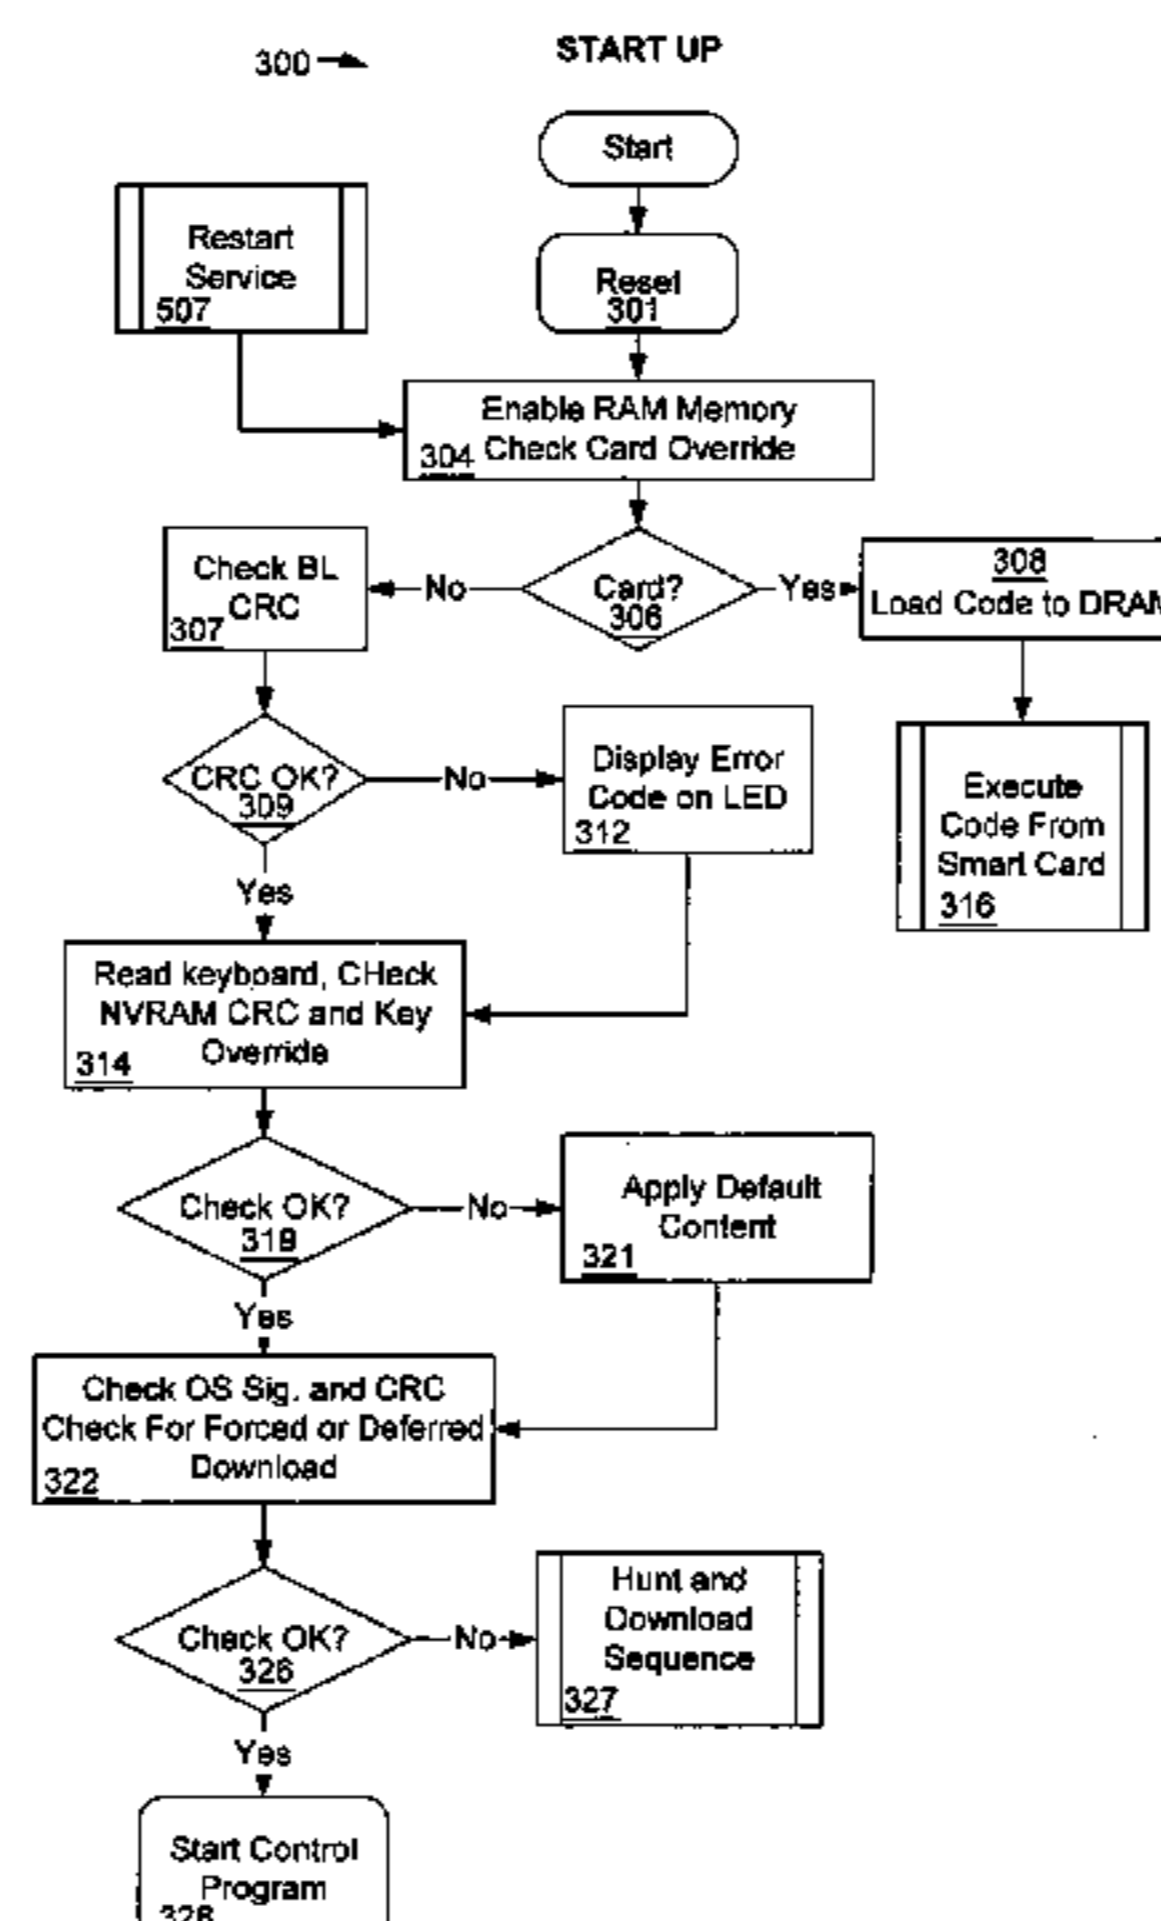 START UP
300
Start
Restart
Service
507
Reset
301
Enable RAM Memory
Check Card Override
304
Check BL
CRC
307
No
Card?
306
Yes
308
Load Code to DRAM
CRC OK?
309
No
Display Error
Code on LED
312
Execute
Code From
Smart Card
316
Yes
Read keyboard, CHeck
NVRAM CRC and Key
Override
314
Check OK?
319
No
Apply Default
Content
321
Yes
Check OS Sig. and CRC
Check For Forced or Deferred
Download
322
Check OK?
326
No
Hunt and
Download
Sequence
327
Yes
Start Control
Program